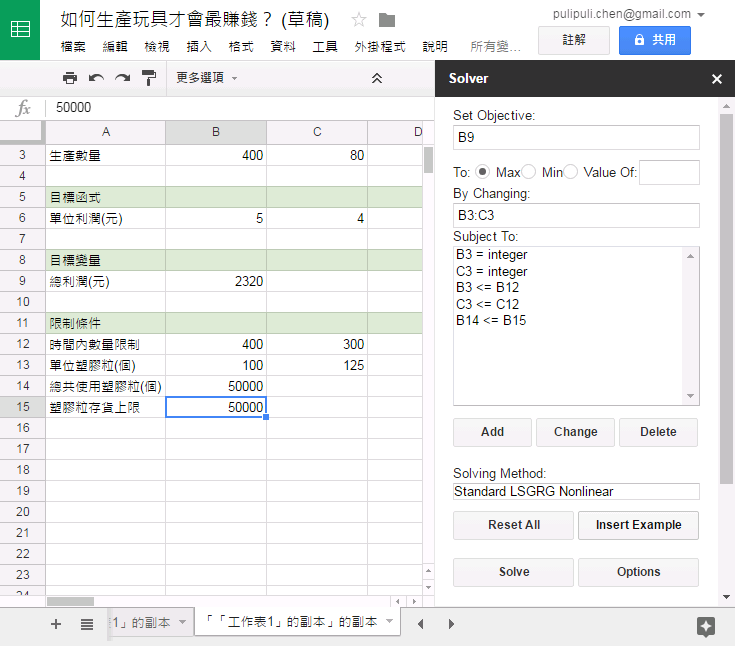 如何生產玩具才會最賺錢？ (草稿)
pulipuli.chen@gmail.com
檔案 編輯 檢視 插入 格式 資料 工具 外掛程式 說明 所有變...
註解
共用
更多選項
fx 50000
A B C D
3 生產數量 400 80
4
5 目標函式
6 單位利潤(元) 5 4
7
8 目標變量
9 總利潤(元) 2320
10
11 限制條件
12 時間內數量限制 400 300
13 單位塑膠粒(個) 100 125
14 總共使用塑膠粒(個) 50000
15 塑膠粒存貨上限 50000
16
17
18
19
20
21
22
23
24
Solver
Set Objective:
B9
To: Max Min Value Of:
By Changing:
B3:C3
Subject To:
B3 = integer
C3 = integer
B3 <= B12
C3 <= C12
B14 <= B15
Add Change Delete
Solving Method:
Standard LSGRG Nonlinear
Reset All Insert Example
Solve Options
1」的副本
「「工作表1」的副本」的副本